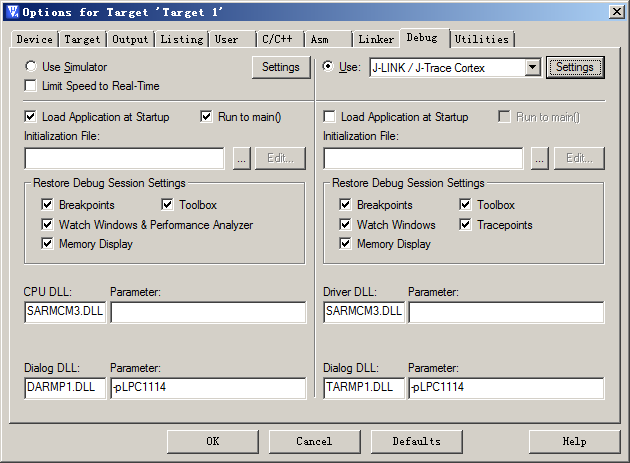 Options for Target 'Target 1'
Device Target Output Listing User C/C++ Asm Linker Debug Utilities
Use Simulator Settings
Limit Speed to Real-Time
Use: J-LINK / J-Trace Cortex Settings
Load Application at Startup Run to main()
Initialization File:
... Edit...
Restore Debug Session Settings
Breakpoints Toolbox
Watch Windows & Performance Analyzer
Memory Display
CPU DLL: Parameter:
SARMCM3.DLL
Dialog DLL: Parameter:
DARMP1.DLL -pLPC1114
Load Application at Startup Run to main()
Initialization File:
... Edit...
Restore Debug Session Settings
Breakpoints Toolbox
Watch Windows Tracepoints
Memory Display
Driver DLL: Parameter:
SARMCM3.DLL
Dialog DLL: Parameter:
TARMP1.DLL -pLPC1114
OK Cancel Defaults Help